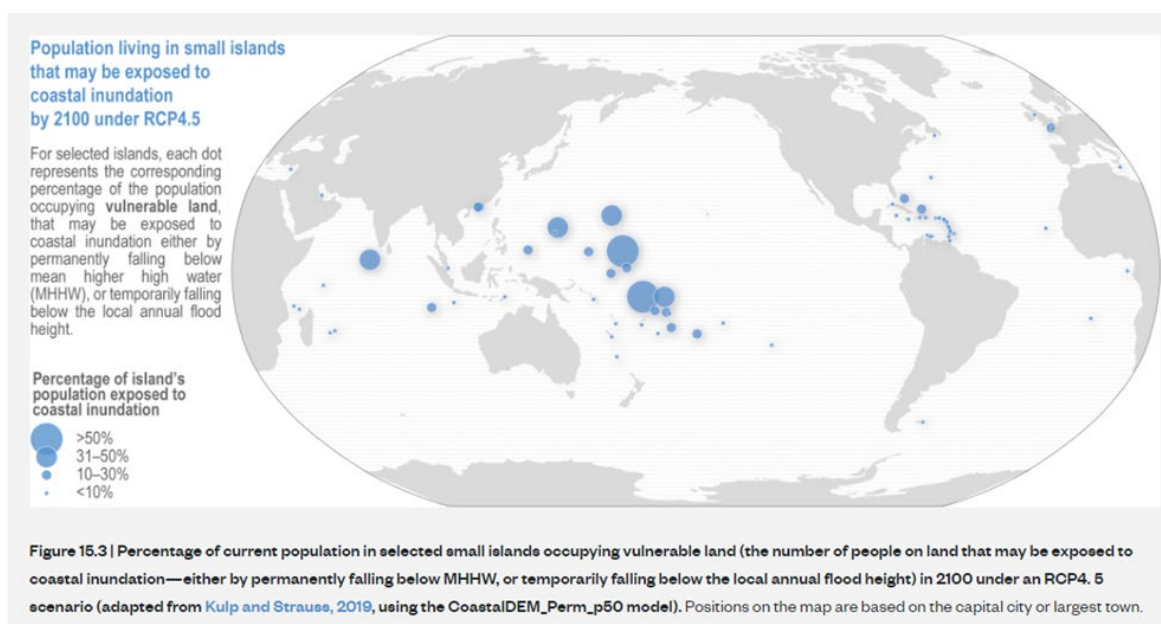 Population living in small islands
that may be exposed to
coastal inundation
by 2100 under RCP4.5
For selected islands, each dot
represents the corresponding
percentage of the population
occupying vulnerable land,
that may be exposed to
coastal inundation either by
permanently falling below
mean higher high water
(MHHW), or temporarily falling
below the local annual flood
height.
Percentage of island's
population exposed to
coastal inundation
>50%
31–50%
10–30%
<10%
Figure 15.3 | Percentage of current population in selected small islands occupying vulnerable land (the number of people on land that may be exposed to
coastal inundation—either by permanently falling below MHHW, or temporarily falling below the local annual flood height) in 2100 under an RCP4. 5
scenario (adapted from Kulp and Strauss, 2019, using the CoastalDEM_Perm_p50 model). Positions on the map are based on the capital city or largest town.